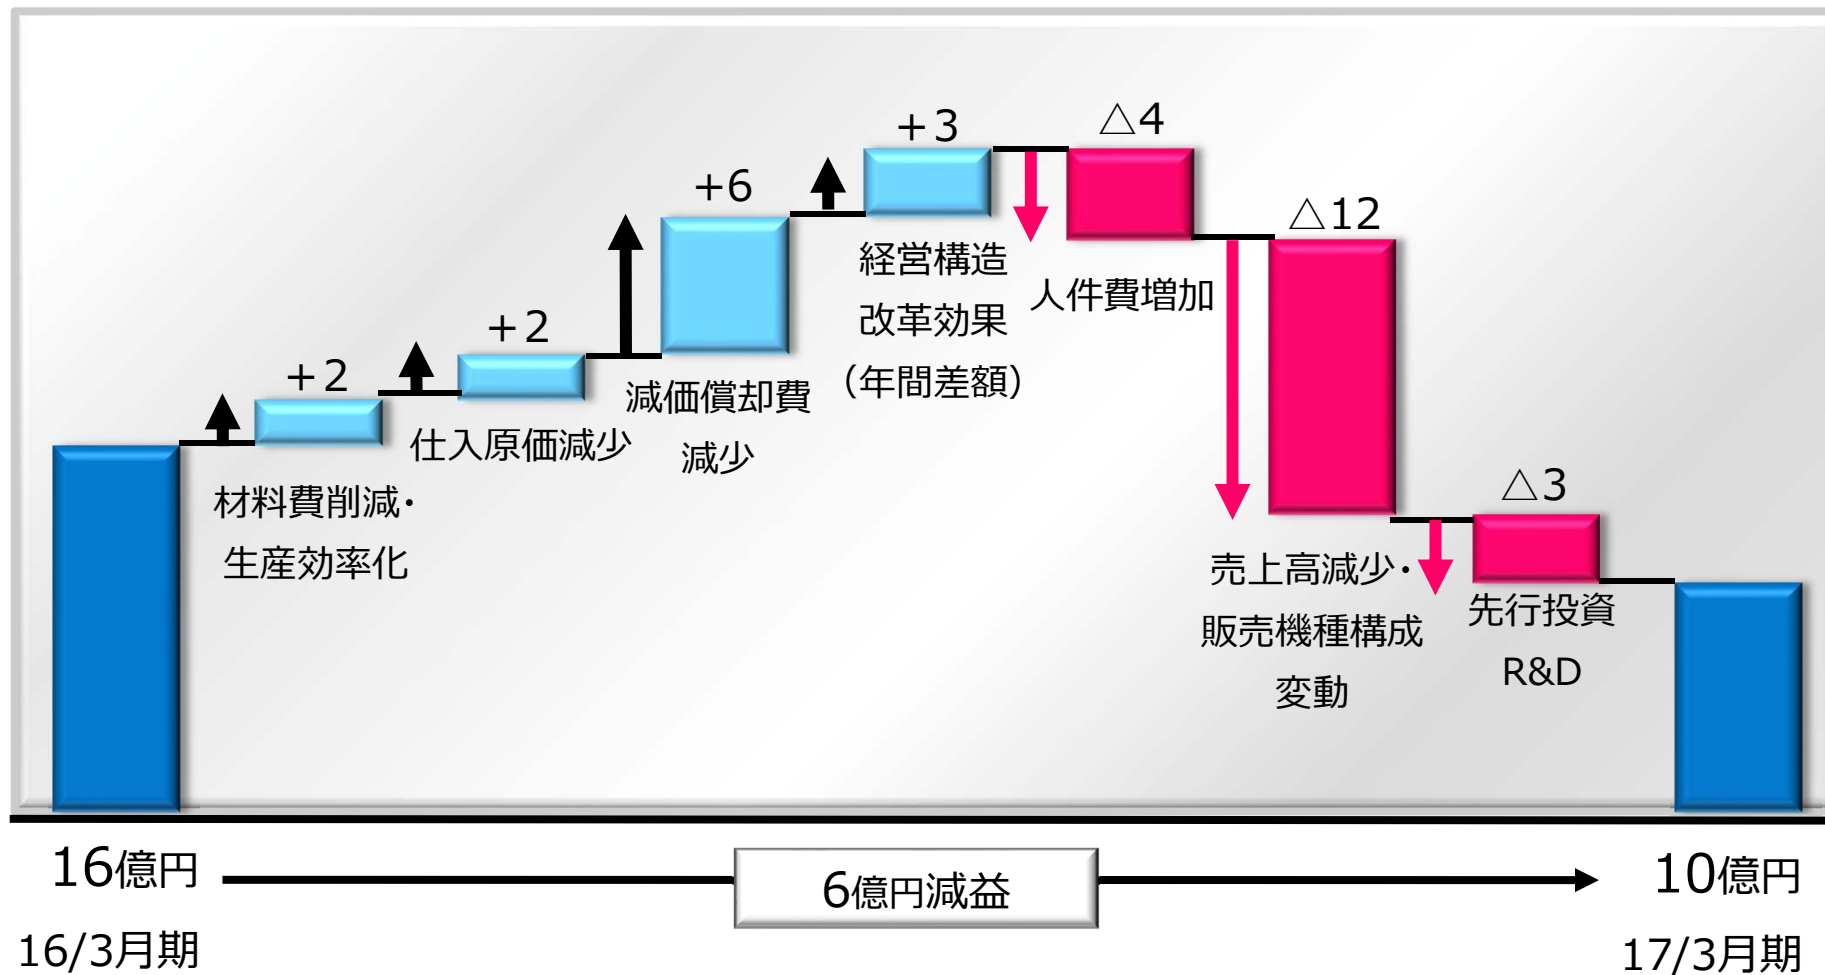 +2
材料費削減・
生産効率化
+2
仕入原価減少
+6
減価償却費
減少
+3
経営構造
改革効果
（年間差額）
△4
人件費増加
△12
売上高減少・
販売機種構成
変動
△3
先行投資
R&D
16億円
16/3月期
6億円減益
10億円
17/3月期